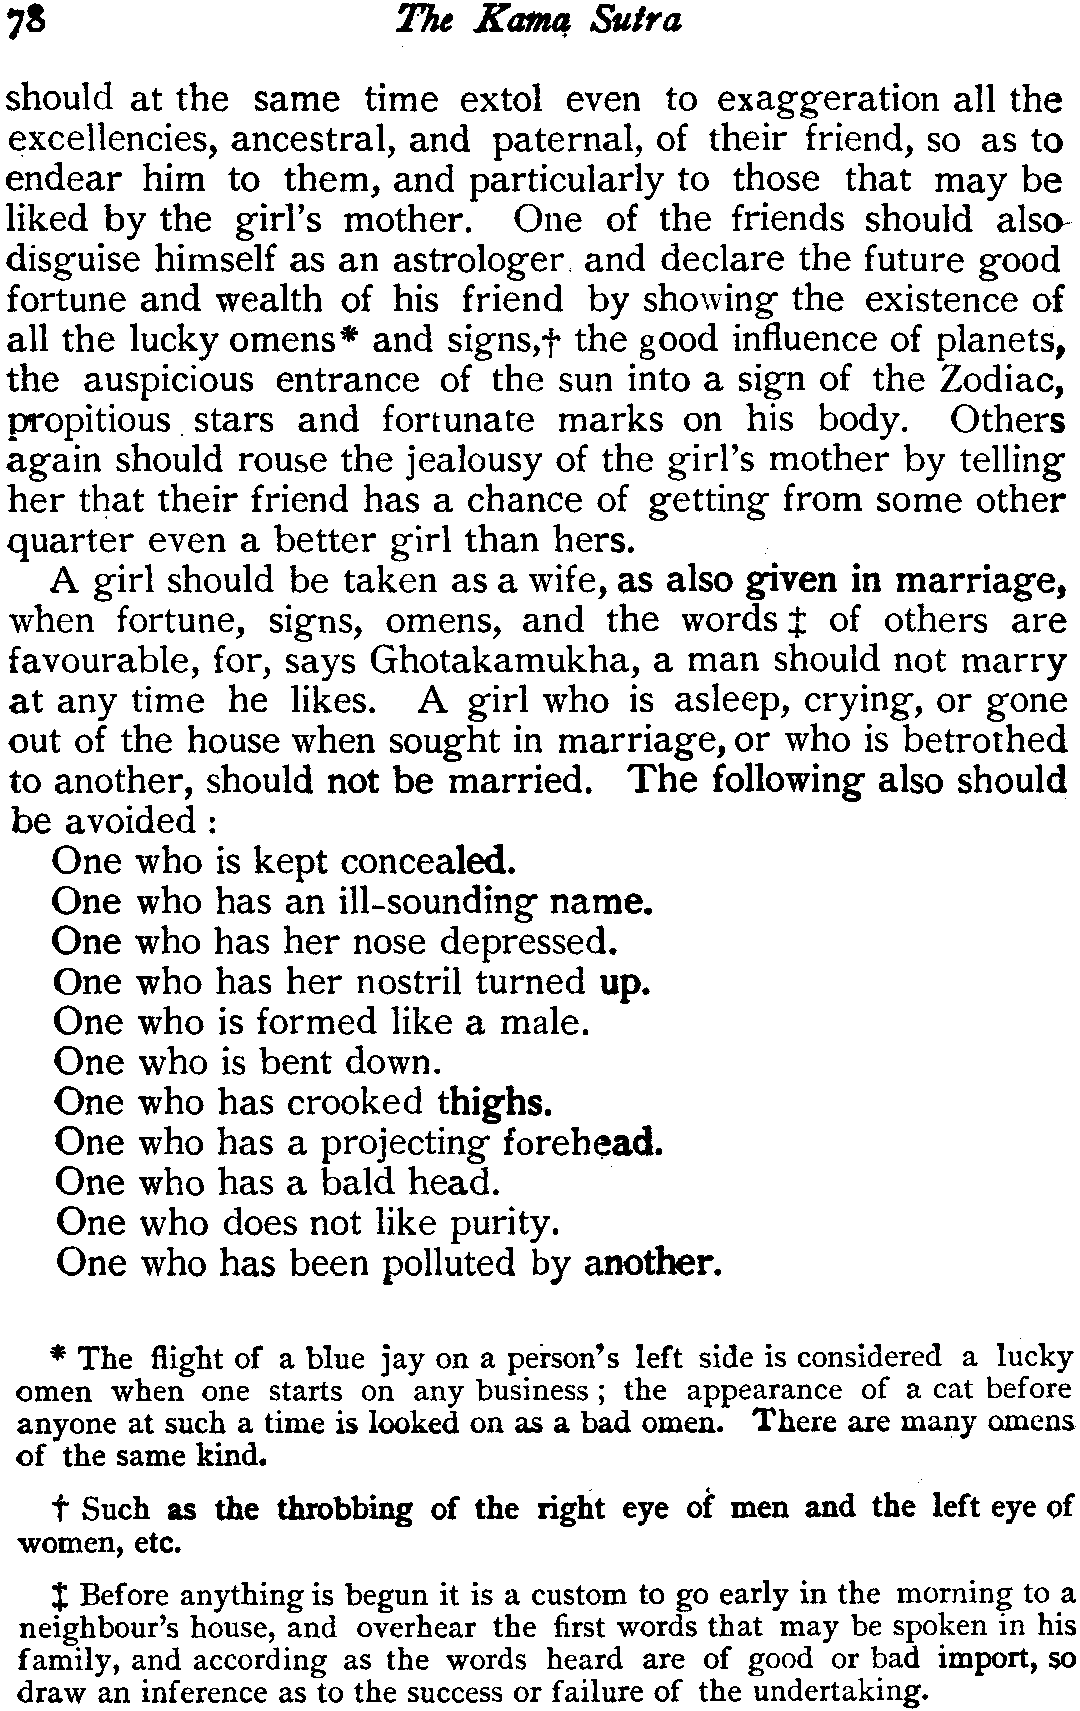 78 The Kama Sutra
should at the same time extol even to exaggeration all the
excellencies, ancestral, and paternal, of their friend, so as to
endear him to them, and particularly to those that may be
liked by the girl's mother. One of the friends should also
disguise himself as an astrologer and declare the future good
fortune and wealth of his friend by showing the existence of
all the lucky omens* and signs,† the good influence of planets,
the auspicious entrance of the sun into a sign of the Zodiac,
propitious stars and fortunate marks on his body. Others
again should rouse the jealousy of the girl's mother by telling
her that their friend has a chance of getting from some other
quarter even a better girl than hers.
A girl should be taken as a wife, as also given in marriage,
when fortune, signs, omens, and the words ‡ of others are
favourable, for, says Ghotakamukha, a man should not marry
at any time he likes. A girl who is asleep, crying, or gone
out of the house when sought in marriage, or who is betrothed
to another, should not be married. The following also should
be avoided :
One who is kept concealed.
One who has an ill-sounding name.
One who has her nose depressed.
One who has her nostril turned up.
One who is formed like a male.
One who is bent down.
One who has crooked thighs.
One who has a projecting forehead.
One who has a bald head.
One who does not like purity.
One who has been polluted by another.
* The flight of a blue jay on a person's left side is considered a lucky
omen when one starts on any business ; the appearance of a cat before
anyone at such a time is looked on as a bad omen. There are many omens
of the same kind.
† Such as the throbbing of the right eye of men and the left eye of
women, etc.
‡ Before anything is begun it is a custom to go early in the morning to a
neighbour's house, and overhear the first words that may be spoken in his
family, and according as the words heard are of good or bad import, so
draw an inference as to the success or failure of the undertaking.